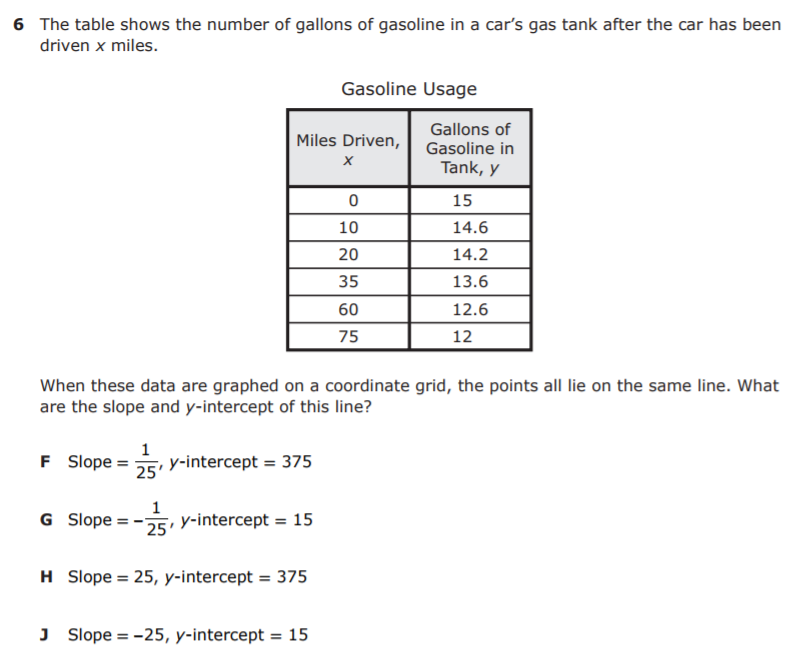 6 The table shows the number of gallons of gasoline in a car's gas tank after the car has been
driven x miles.
Gasoline Usage
Miles Driven, x
Gallons of Gasoline in Tank, y
0 15
10 14.6
20 14.2
35 13.6
60 12.6
75 12
When these data are graphed on a coordinate grid, the points all lie on the same line. What
are the slope and y-intercept of this line?
F Slope = 1/25, y-intercept = 375
G Slope = –1/25, y-intercept = 15
H Slope = 25, y-intercept = 375
J Slope = –25, y-intercept = 15